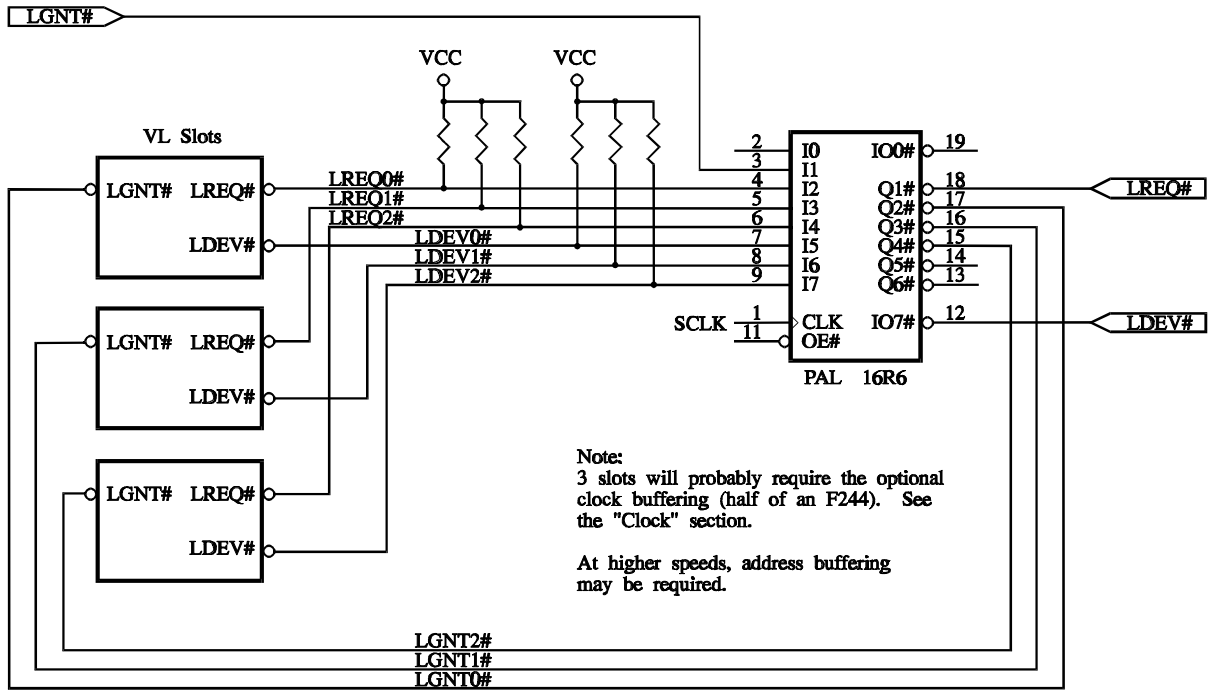 LGNT#
VCC VCC
VL Slots
LGNT# LREQ#
LDEV#
LGNT# LREQ#
LDEV#
LGNT# LREQ#
LDEV#
LREQ0#
LREQ1#
LREQ2#
LDEV0#
LDEV1#
LDEV2#
2 I0 IO0# 19
3 I1
4 I2 Q1# 18
5 I3 Q2# 17
6 I4 Q3# 16
7 I5 Q4# 15
8 I6 Q5# 14
9 I7 Q6# 13
SCLK 1 CLK IO7# 12
11 OE#
PAL 16R6
LREQ#
LDEV#
Note:
3 slots will probably require the optional
clock buffering (half of an F244). See
the "Clock" section.
At higher speeds, address buffering
may be required.
LGNT2#
LGNT1#
LGNT0#